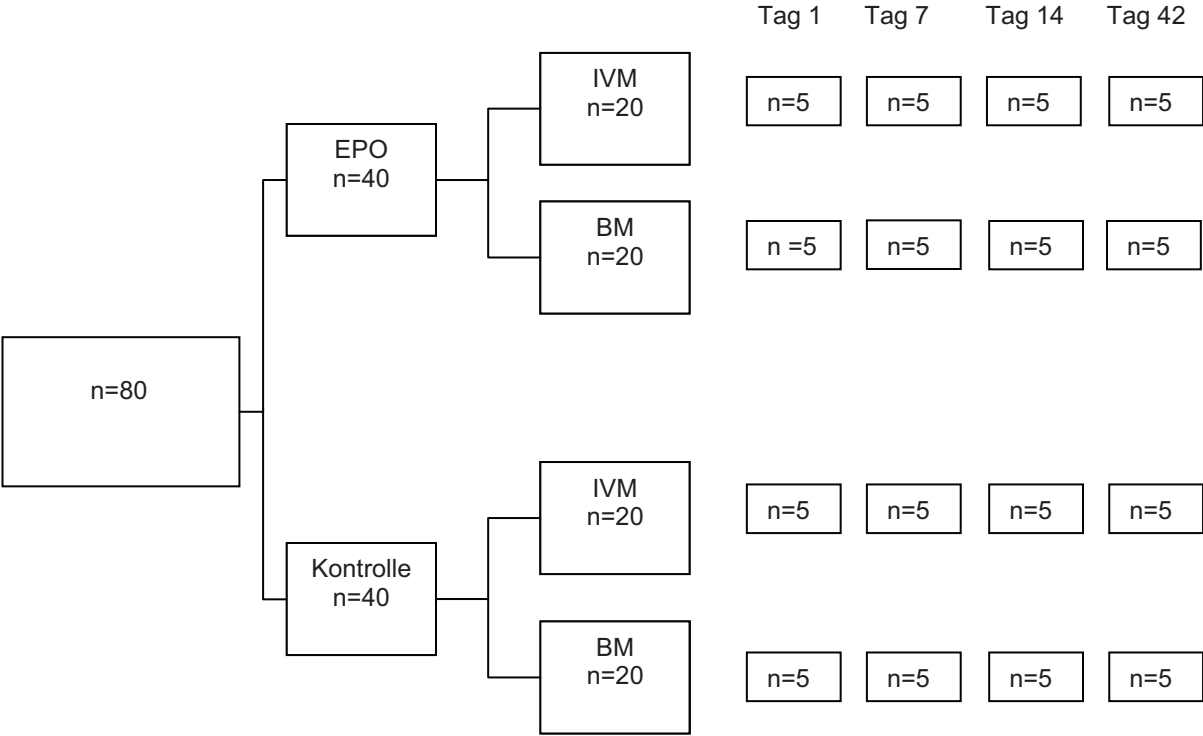 Tag 1 Tag 7 Tag 14 Tag 42
IVM
n=20
n=5 n=5 n=5 n=5
EPO
n=40
BM
n=20
n =5 n=5 n=5 n=5
n=80
IVM
n=20
n=5 n=5 n=5 n=5
Kontrolle
n=40
BM
n=20
n=5 n=5 n=5 n=5